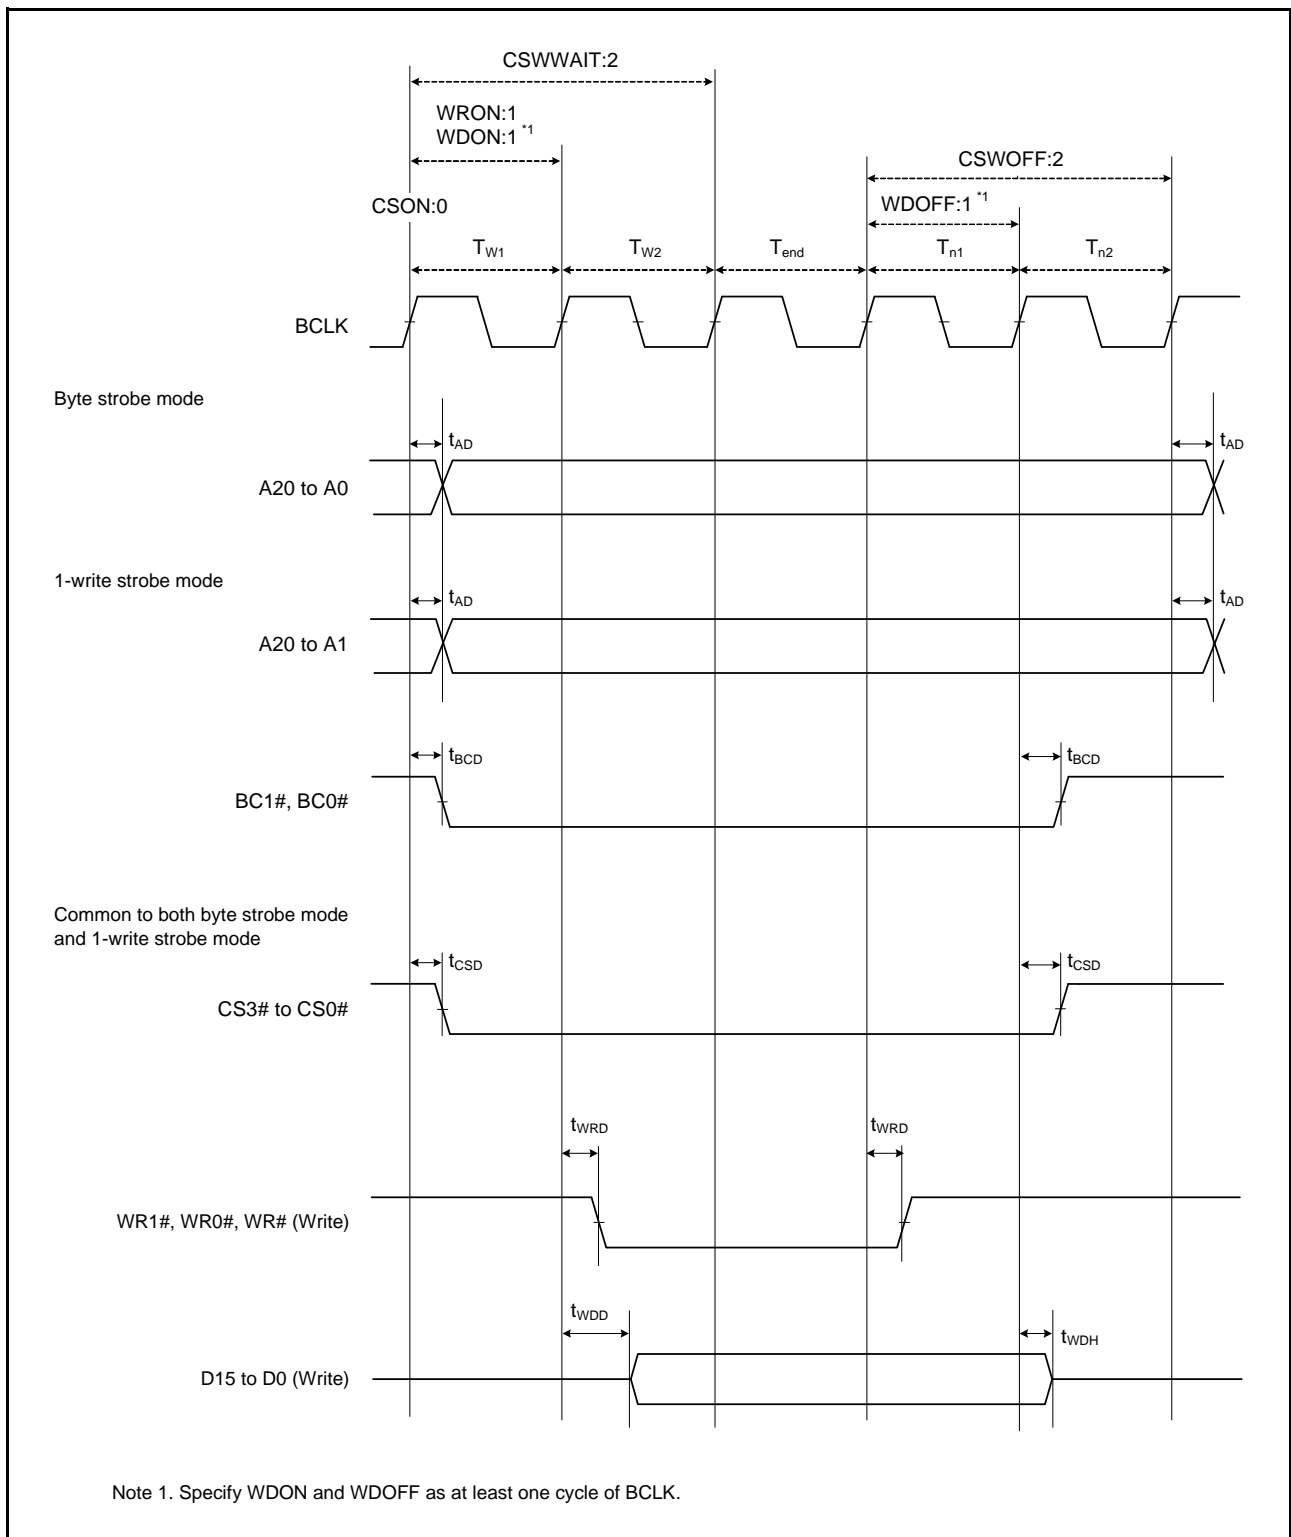 CSWWAIT:2
WRON:1
WDON:1 *1
CSWOFF:2
WDOFF:1 *1
CSON:0
TW1 TW2 Tend Tn1 Tn2
BCLK
Byte strobe mode
tAD tAD
A20 to A0
1-write strobe mode
tAD tAD
A20 to A1
tBCD tBCD
BC1#, BC0#
Common to both byte strobe mode
and 1-write strobe mode
tCSD tCSD
CS3# to CS0#
tWRD tWRD
WR1#, WR0#, WR# (Write)
tWDD
tWDH
D15 to D0 (Write)
Note 1. Specify WDON and WDOFF as at least one cycle of BCLK.